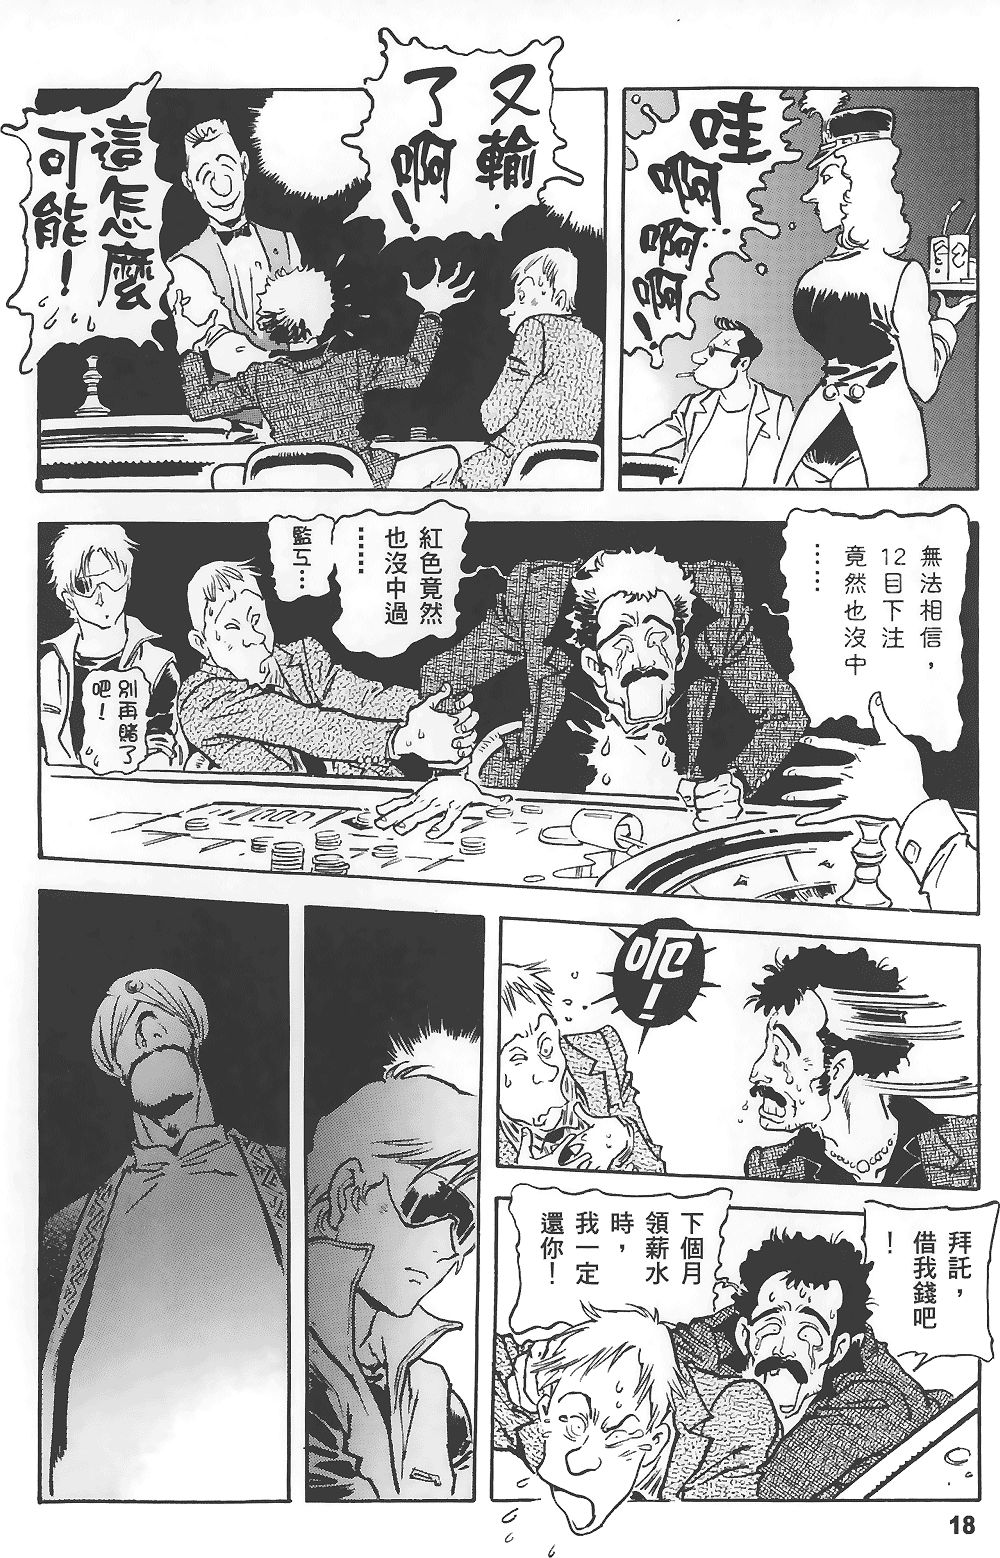 哇
啊
啊啊!
又輸
了啊!
這怎麼
可能!
無法相信，
12目下注
竟然也沒中
……
紅色竟然
也沒中過
……
監工…
別再賭了
吧!
呃!
拜託，
借我錢吧
!
下個月
領薪水
時，
我一定
還你!
18